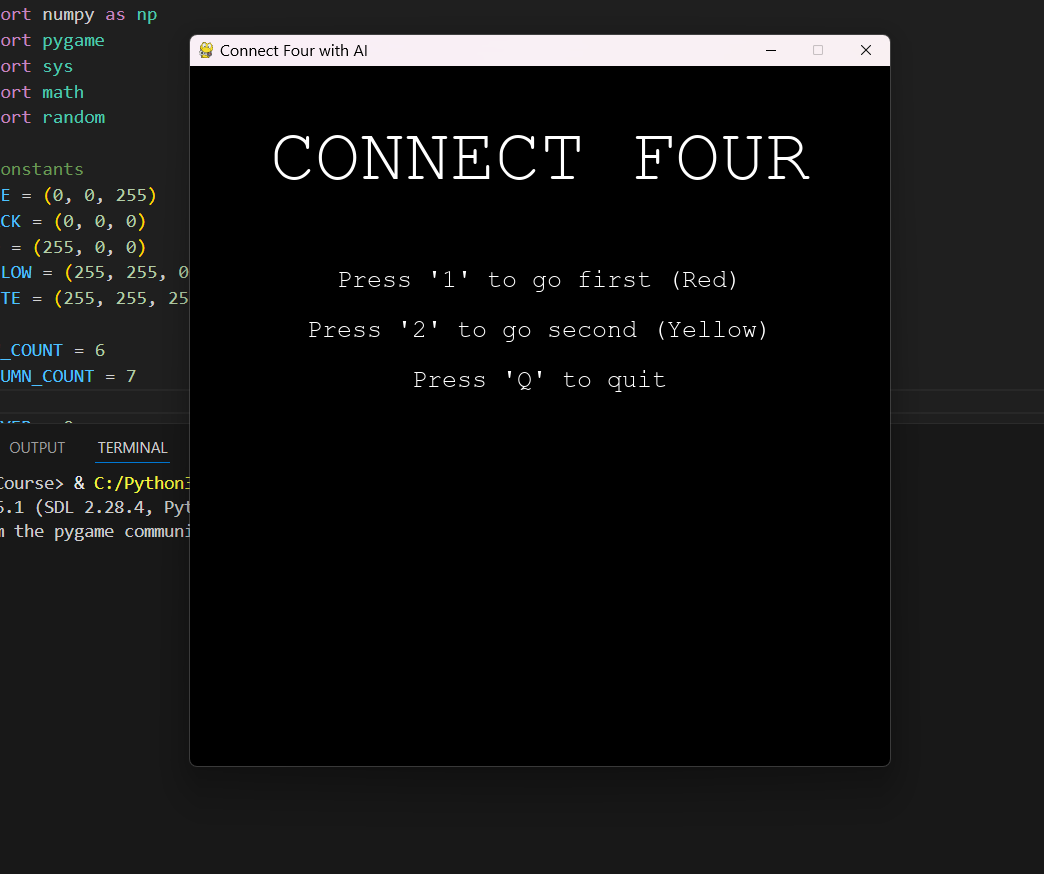 ort numpy as np
ort pygame
ort sys
ort math
ort random
onstants
E = (0, 0, 255)
CK = (0, 0, 0)
= (255, 0, 0)
LOW = (255, 255, 0
TE = (255, 255, 25
_COUNT = 6
UMN_COUNT = 7
OUTPUT TERMINAL
Course> & C:/Python3
5.1 (SDL 2.28.4, Pyt
m the pygame communi
Connect Four with AI
CONNECT FOUR
Press '1' to go first (Red)
Press '2' to go second (Yellow)
Press 'Q' to quit